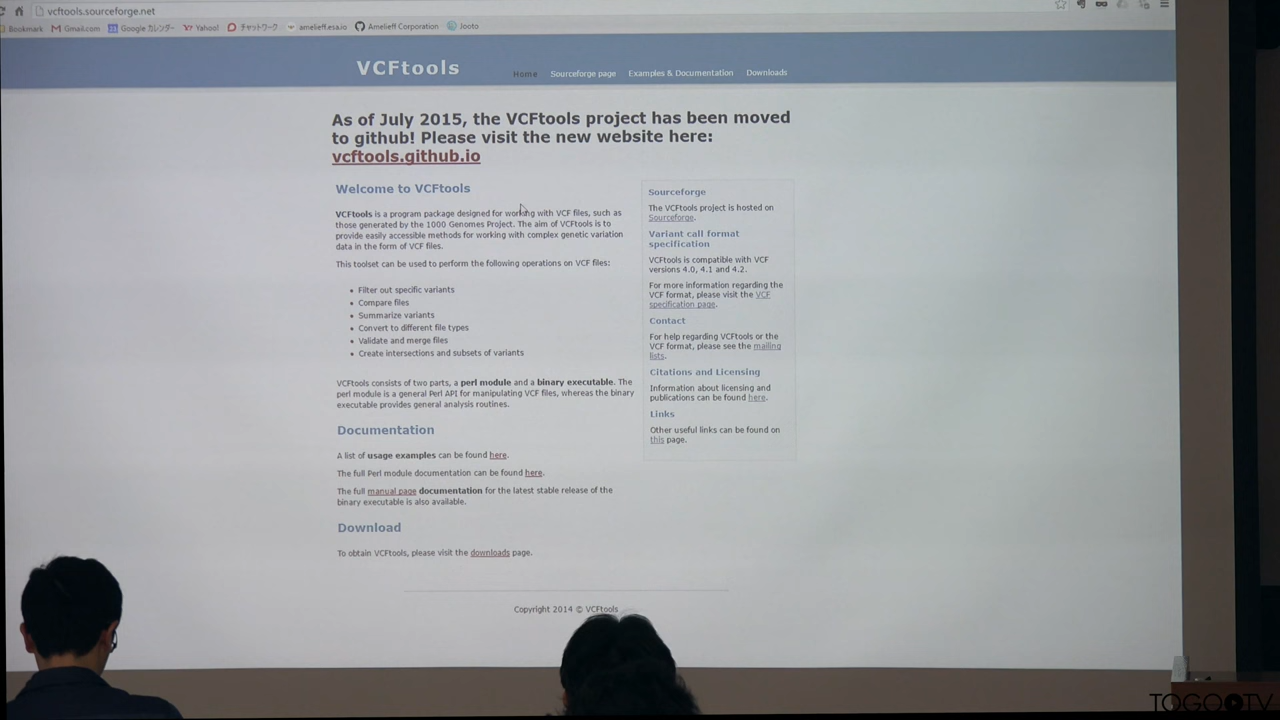 vcftools.sourceforge.net
Bookmark Gmail.com Google カレンダー Yahoo! チャットワーク amelieff.esa.io Amelieff Corporation Jooto
VCFtools
Home Sourceforge page Examples & Documentation Downloads
As of July 2015, the VCFtools project has been moved
to github! Please visit the new website here:
vcftools.github.io
Welcome to VCFtools
VCFtools is a program package designed for working with VCF files, such as
those generated by the 1000 Genomes Project. The aim of VCFtools is to
provide easily accessible methods for working with complex genetic variation
data in the form of VCF files.
This toolset can be used to perform the following operations on VCF files:
Filter out specific variants
Compare files
Summarize variants
Convert to different file types
Validate and merge files
Create intersections and subsets of variants
VCFtools consists of two parts, a perl module and a binary executable. The
perl module is a general Perl API for manipulating VCF files, whereas the binary
executable provides general analysis routines.
Documentation
A list of usage examples can be found here.
The full Perl module documentation can be found here.
The full manual page documentation for the latest stable release of the
binary executable is also available.
Download
To obtain VCFtools, please visit the downloads page.
Sourceforge
The VCFtools project is hosted on
Sourceforge.
Variant call format
specification
VCFtools is compatible with VCF
versions 4.0, 4.1 and 4.2.
For more information regarding the
VCF format, please visit the VCF
specification page.
Contact
For help regarding VCFtools or the
VCF format, please see the mailing
lists.
Citations and Licensing
Information about licensing and
publications can be found here.
Links
Other useful links can be found on
this page.
Copyright 2014 © VCFtools
TOGOTV